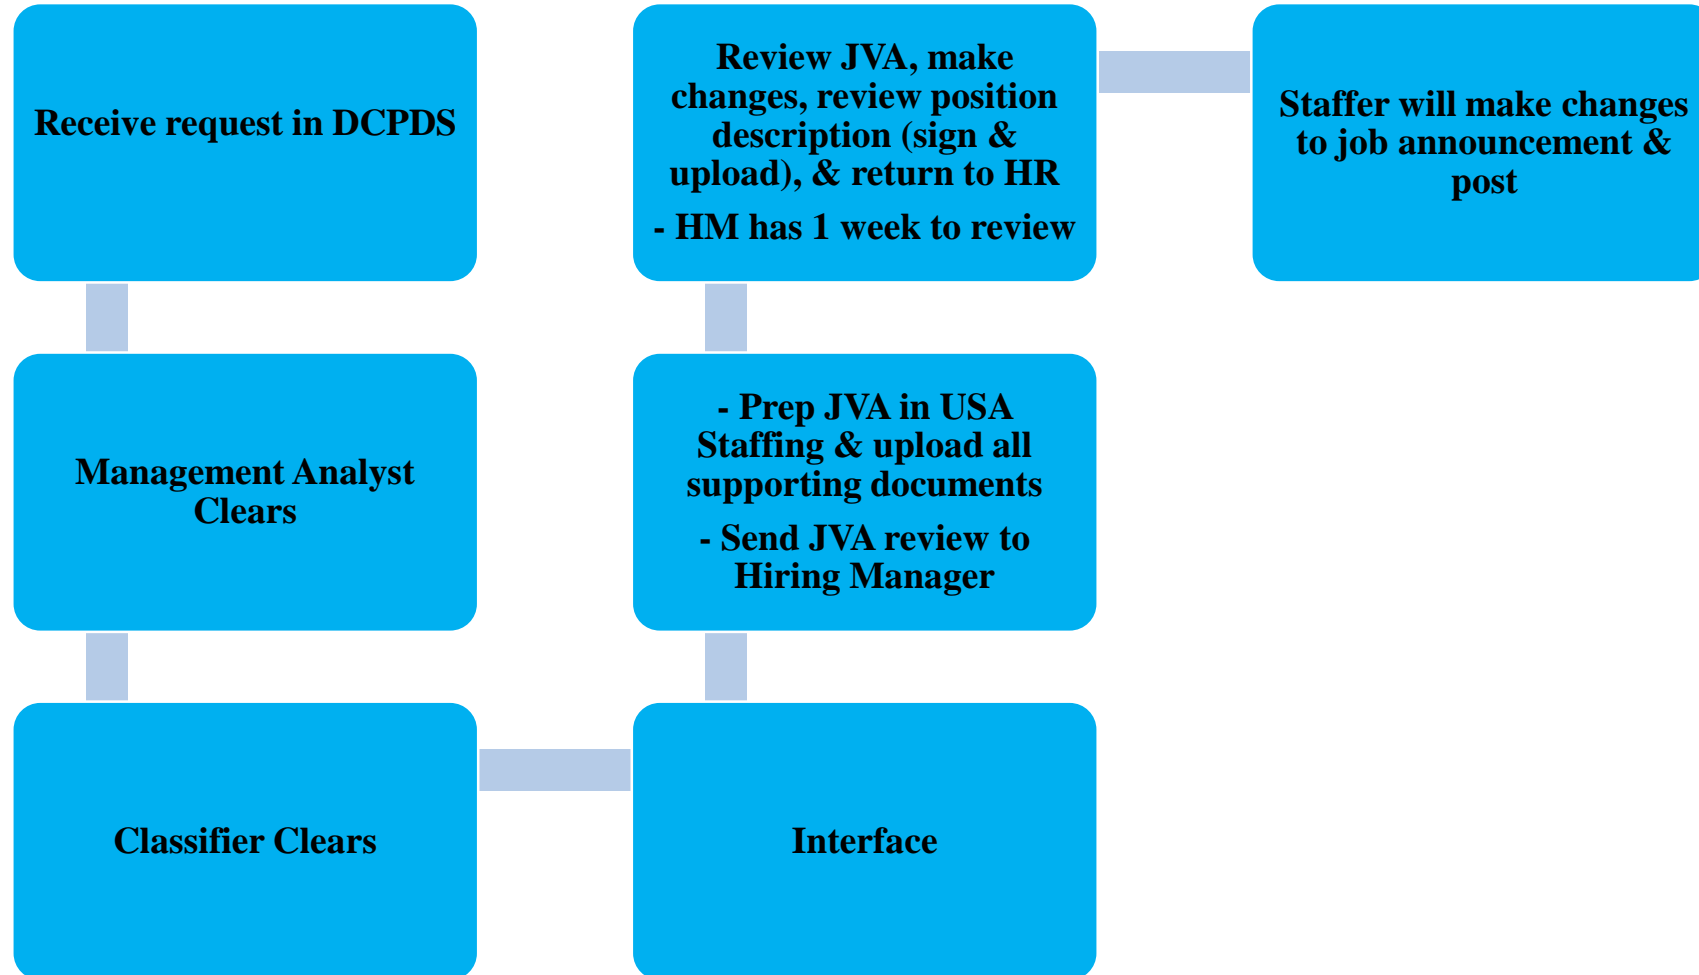 Receive request in DCPDS
Management Analyst
Clears
Classifier Clears
Interface
- Prep JVA in USA
Staffing & upload all
supporting documents
- Send JVA review to
Hiring Manager
Review JVA, make
changes, review position
description (sign &
upload), & return to HR
- HM has 1 week to review
Staffer will make changes
to job announcement &
post